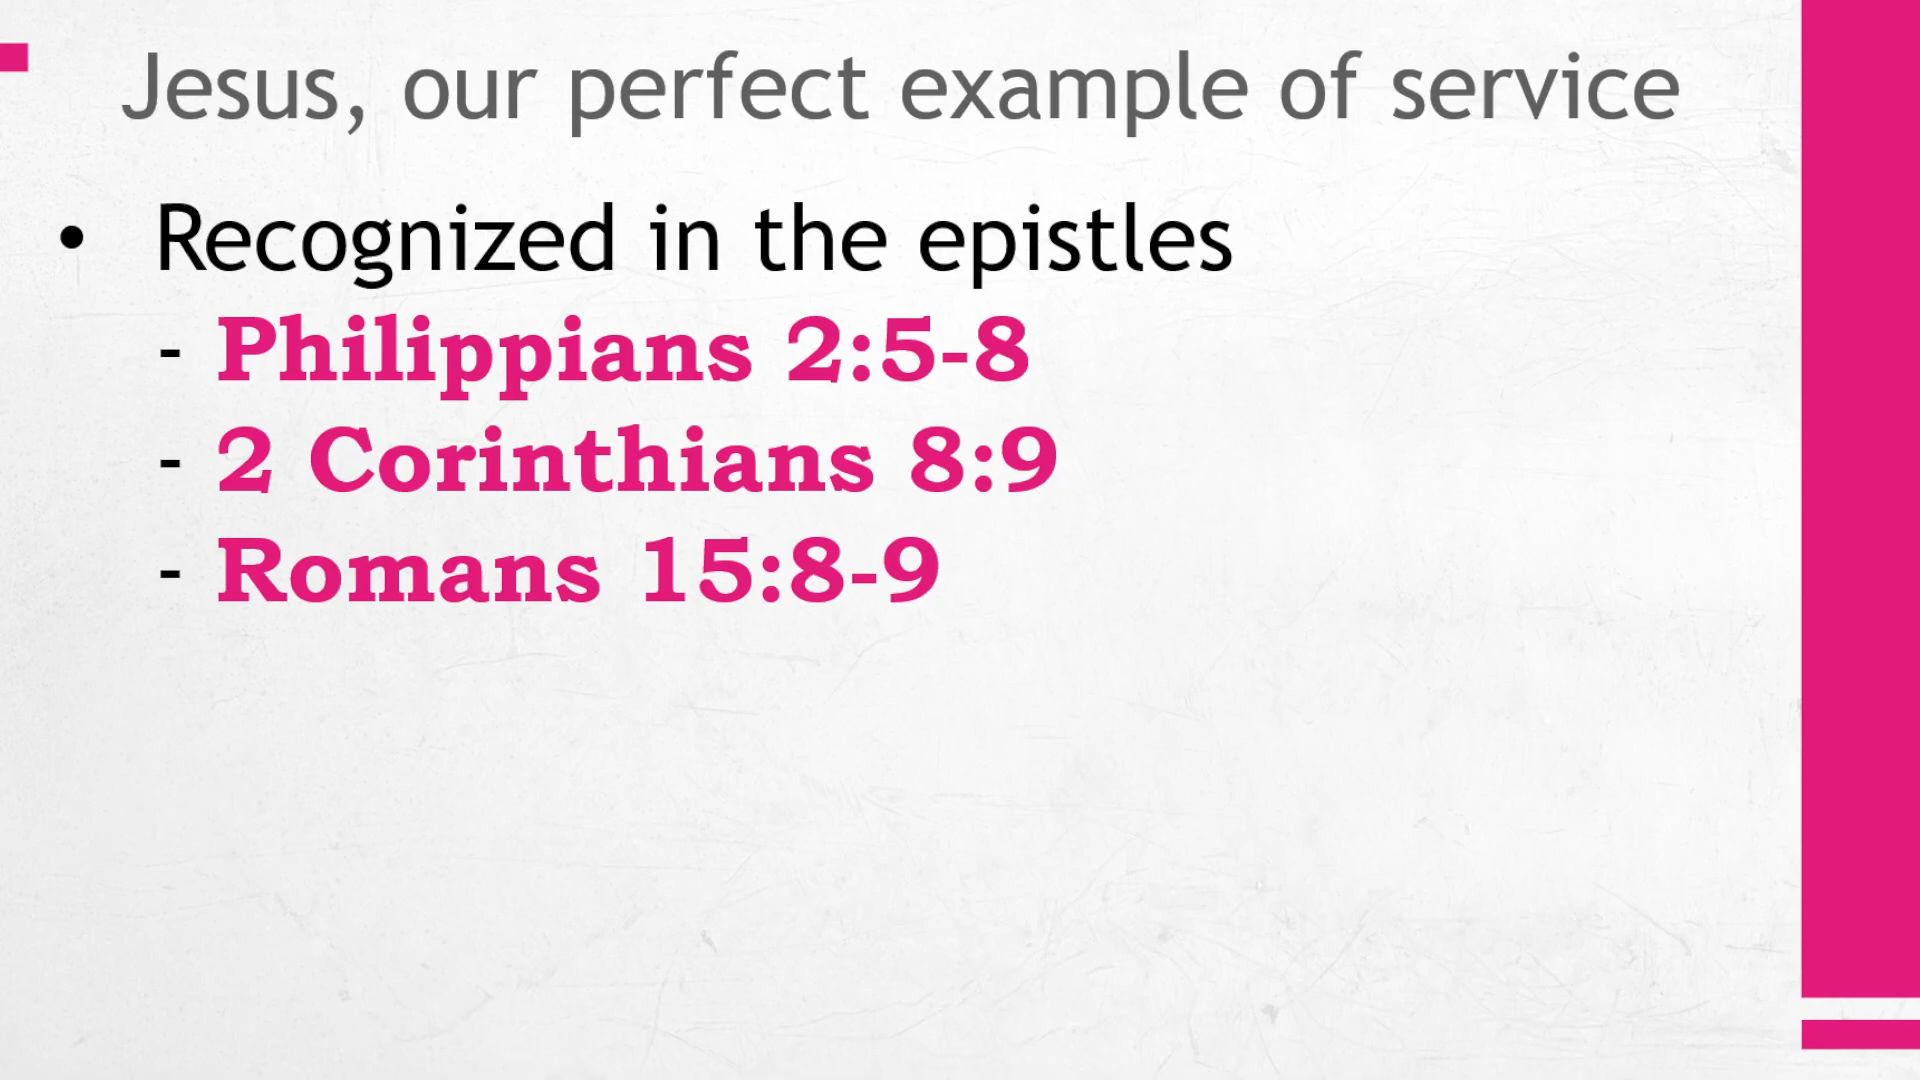 Jesus, our perfect example of service
• Recognized in the epistles
- Philippians 2:5-8
- 2 Corinthians 8:9
- Romans 15:8-9